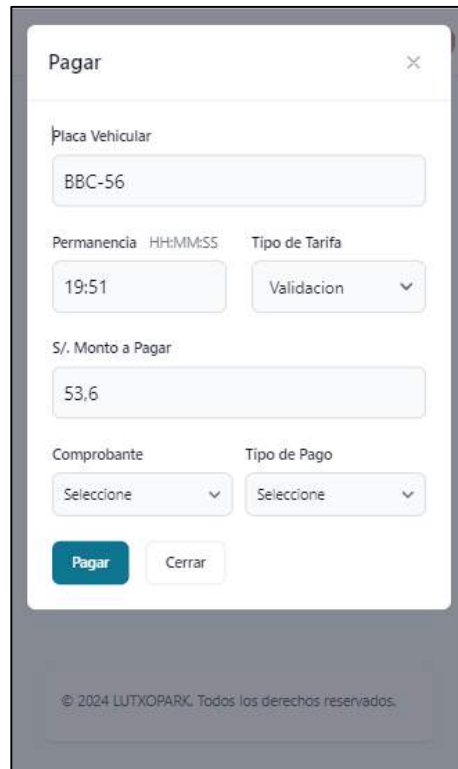 Pagar
Placa Vehicular
BBC-56
Permanencia HH:MM:SS Tipo de Tarifa
19:51 Validacion
S/. Monto a Pagar
53,6
Comprobante Tipo de Pago
Seleccione Seleccione
Pagar Cerrar
© 2024 LUTXOPARK. Todos los derechos reservados.